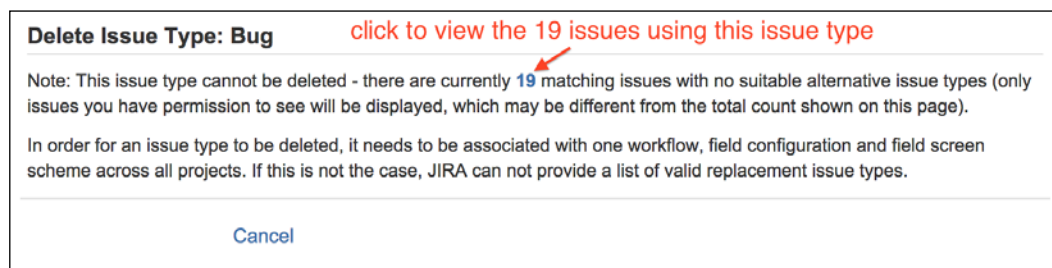 Delete Issue Type: Bug
click to view the 19 issues using this issue type
Note: This issue type cannot be deleted - there are currently 19 matching issues with no suitable alternative issue types (only
issues you have permission to see will be displayed, which may be different from the total count shown on this page).
In order for an issue type to be deleted, it needs to be associated with one workflow, field configuration and field screen
scheme across all projects. If this is not the case, JIRA can not provide a list of valid replacement issue types.
Cancel